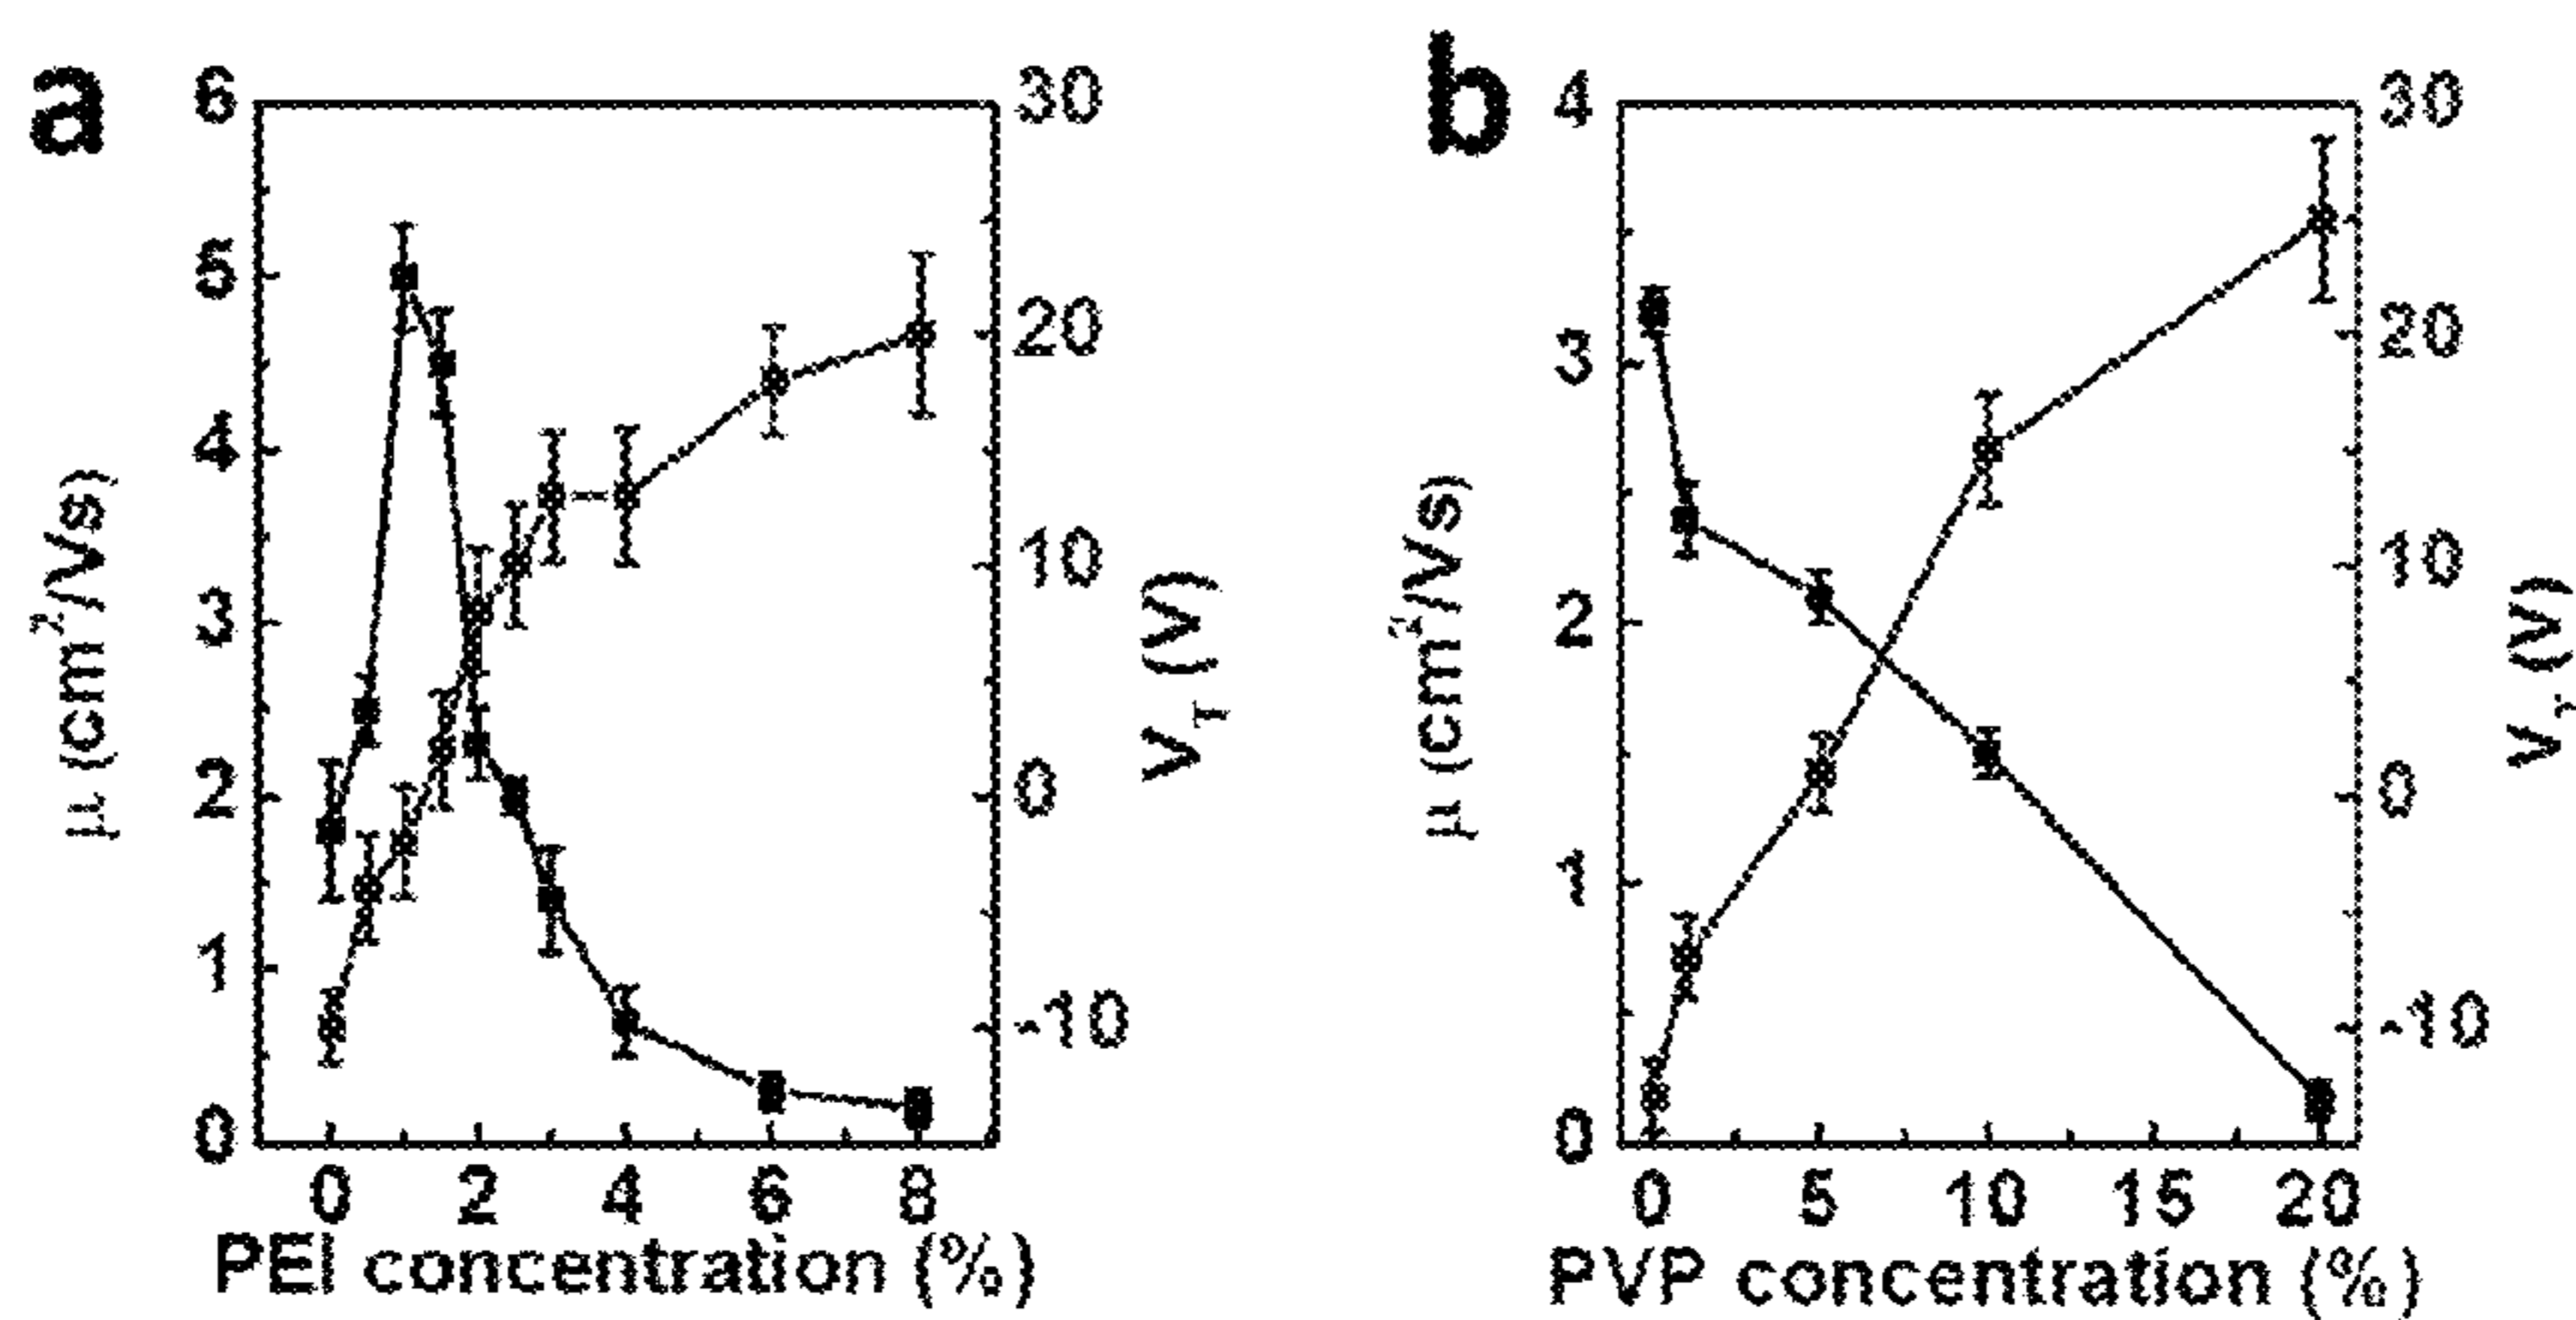 a
6
5
4
3
2
1
0
μ (cm²/Vs)
30
20
10
0
-10
V_T (V)
0 2 4 6 8
PEI concentration (%)
b
4
3
2
1
0
μ (cm²/Vs)
30
20
10
0
-10
V_T (V)
0 5 10 15 20
PVP concentration (%)